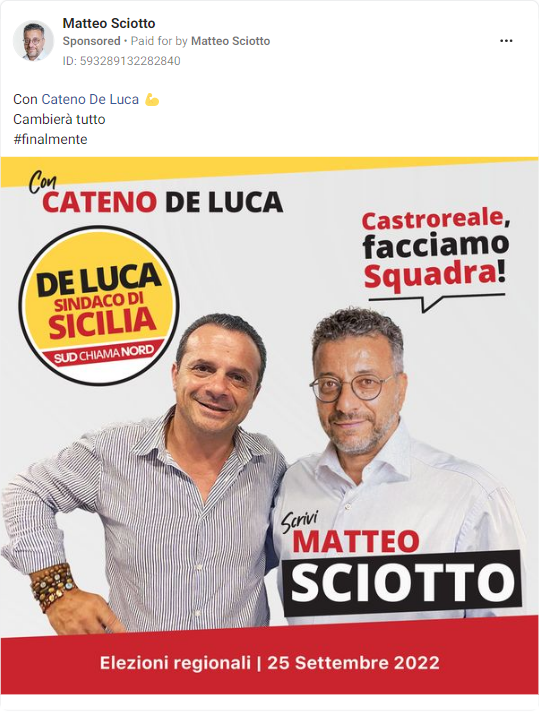 Matteo Sciotto
Sponsored • Paid for by Matteo Sciotto
ID: 593289132282840
Con Cateno De Luca 💪
Cambierà tutto
#finalmente
Con
CATENO DE LUCA
Castroreale,
facciamo
Squadra!
DE LUCA
SINDACO DI
SICILIA
SUD CHIAMA NORD
Scrivi
MATTEO
SCIOTTO
Elezioni regionali | 25 Settembre 2022